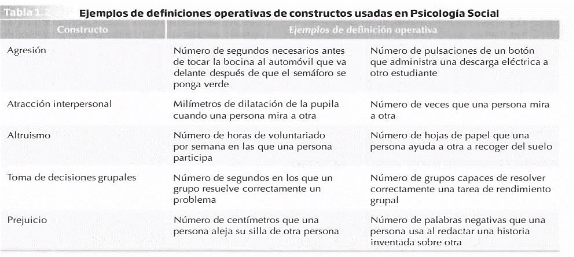 Tabla 1.2 Ejemplos de definiciones operativas de constructos usadas en Psicología Social
Constructo Ejemplos de definición operativa
Agresión Número de segundos necesarios antes Número de pulsaciones de un botón
de tocar la bocina al automóvil que va que administra una descarga eléctrica a
delante después de que el semáforo se otro estudiante
ponga verde
Atracción interpersonal Milímetros de dilatación de la pupila Número de veces que una persona mira
cuando una persona mira a otra a otra
Altruismo Número de horas de voluntariado Número de hojas de papel que una
por semana en las que una persona persona ayuda a otra a recoger del suelo
participa
Toma de decisiones grupales Número de segundos en los que un Número de grupos capaces de resolver
grupo resuelve correctamente un correctamente una tarea de rendimiento
problema grupal
Prejuicio Número de centímetros que una Número de palabras negativas que una
persona aleja su silla de otra persona persona usa al redactar una historia
inventada sobre otra